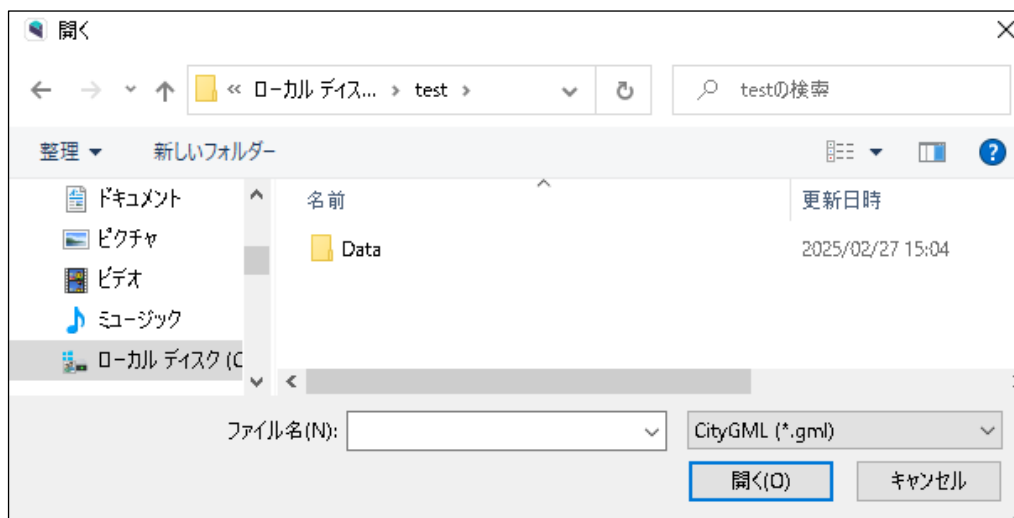 開く
« ローカル ディス... › test ›
testの検索
整理
新しいフォルダー
名前
更新日時
ドキュメント
ピクチャ
ビデオ
ミュージック
ローカル ディスク (C
Data
2025/02/27 15:04
ファイル名(N):
CityGML (*.gml)
開く(O)
キャンセル